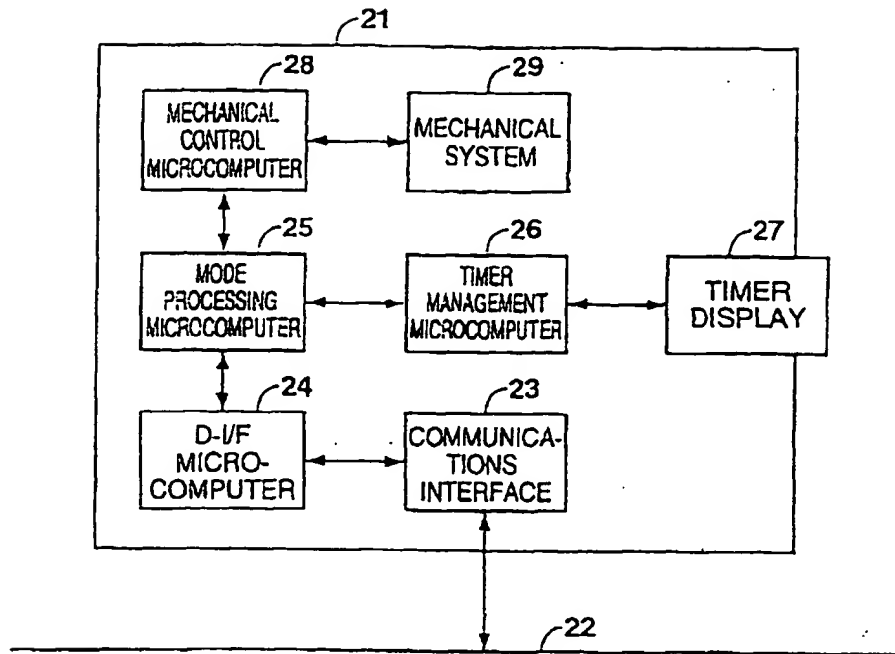 21
28
MECHANICAL
CONTROL
MICROCOMPUTER
29
MECHANICAL
SYSTEM
25
MODE
PROCESSING
MICROCOMPUTER
26
TIMER
MANAGEMENT
MICROCOMPUTER
27
TIMER
DISPLAY
24
D-I/F
MICRO-
COMPUTER
23
COMMUNICA-
TIONS
INTERFACE
22